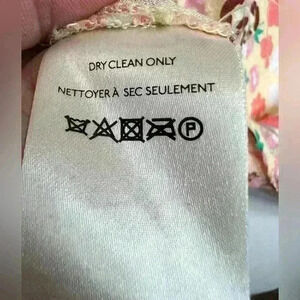 DRY CLEAN ONLY
NETTOYER À SEC SEULEMENT
P